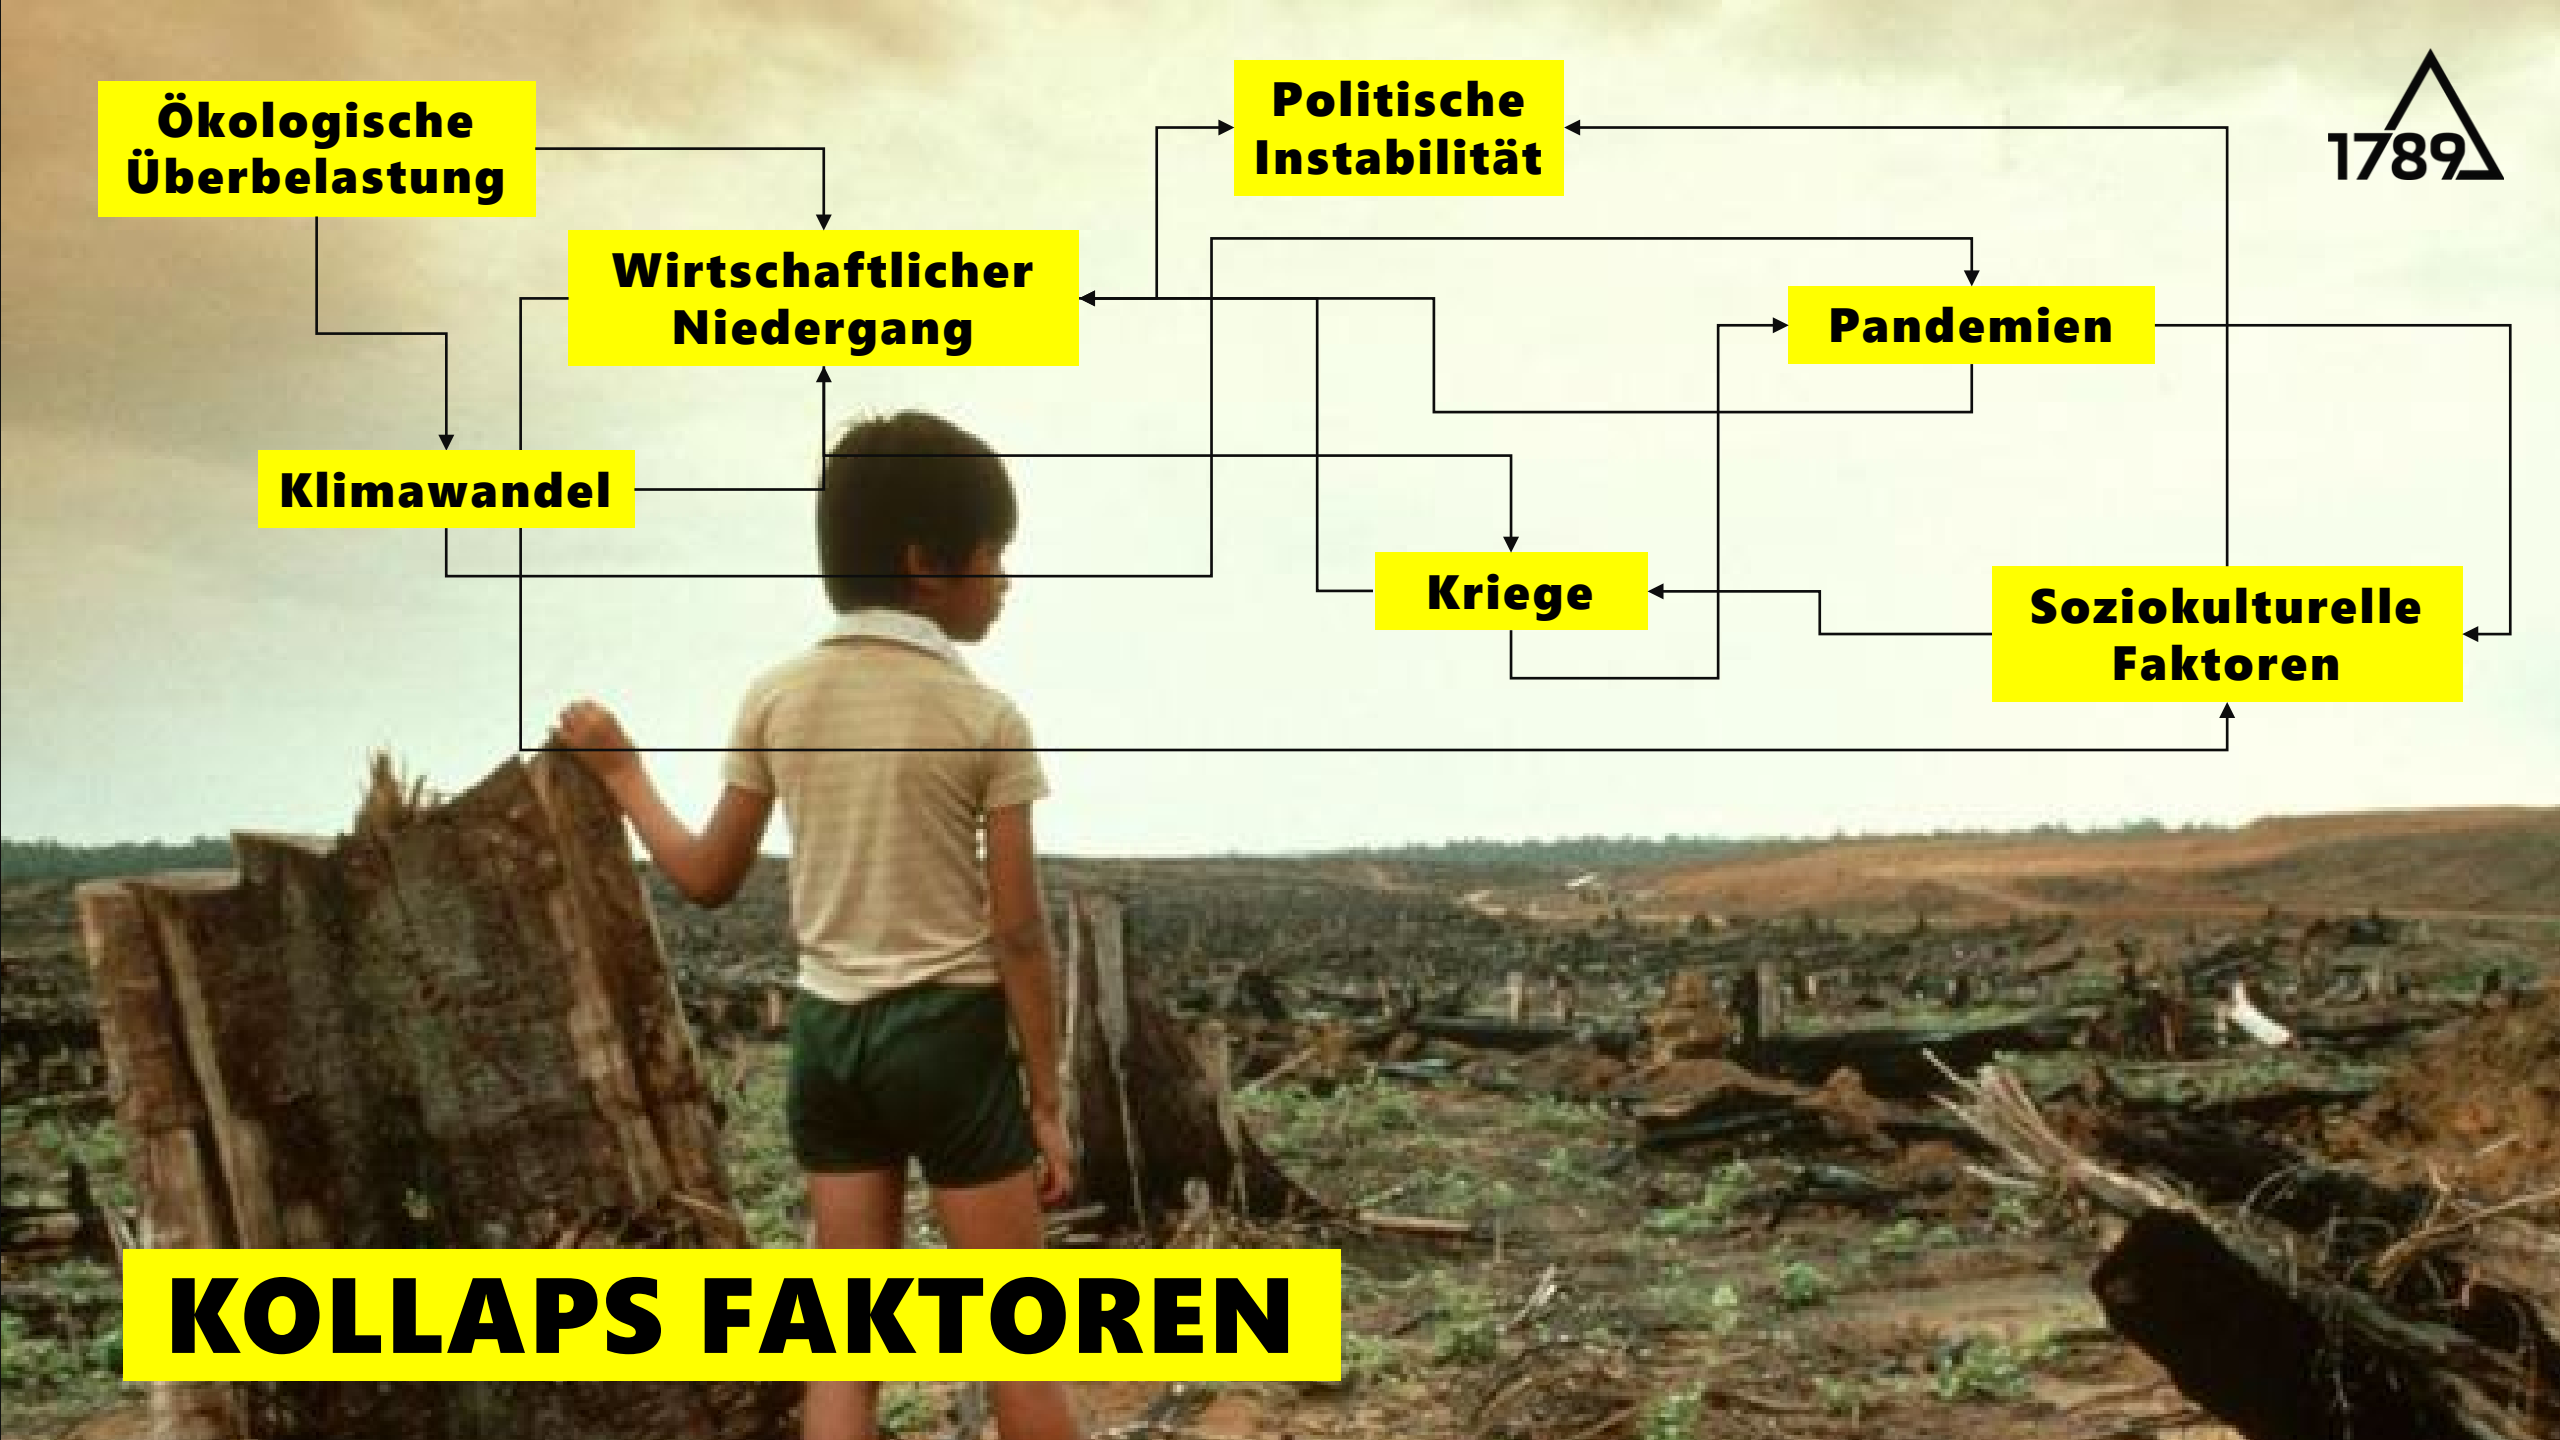 Ökologische
Überbelastung
Politische
Instabilität
1789
Wirtschaftlicher
Niedergang
Pandemien
Klimawandel
Kriege
Soziokulturelle
Faktoren
KOLLAPS FAKTOREN